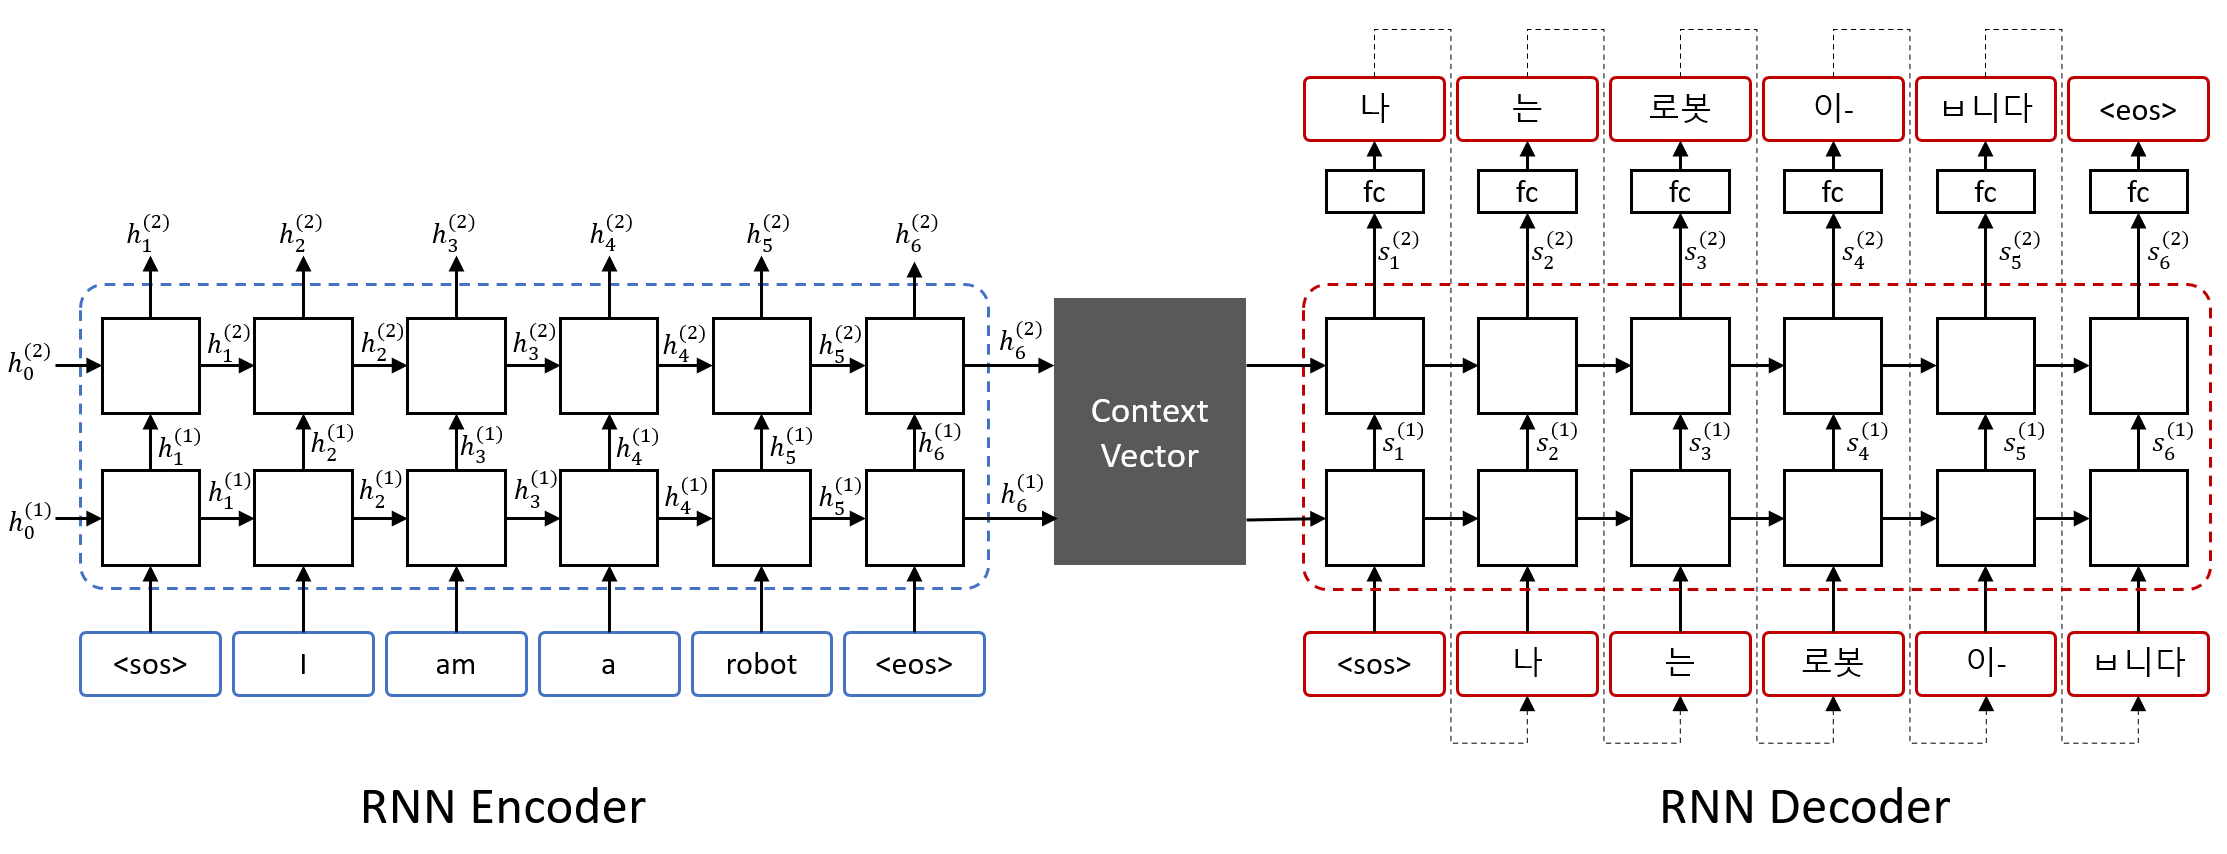 나 는 로봇 이- ㅂ니다 <eos>
fc fc fc fc fc fc
h_1^{(2)} h_2^{(2)} h_3^{(2)} h_4^{(2)} h_5^{(2)} h_6^{(2)}
s_1^{(2)} s_2^{(2)} s_3^{(2)} s_4^{(2)} s_5^{(2)} s_6^{(2)}
h_0^{(2)} h_1^{(2)} h_2^{(2)} h_3^{(2)} h_4^{(2)} h_5^{(2)} h_6^{(2)}
Context
Vector
h_1^{(1)} h_2^{(1)} h_3^{(1)} h_4^{(1)} h_5^{(1)} h_6^{(1)}
s_1^{(1)} s_2^{(1)} s_3^{(1)} s_4^{(1)} s_5^{(1)} s_6^{(1)}
h_0^{(1)} h_1^{(1)} h_2^{(1)} h_3^{(1)} h_4^{(1)} h_5^{(1)} h_6^{(1)}
<sos> I am a robot <eos>
<sos> 나 는 로봇 이- ㅂ니다
RNN Encoder
RNN Decoder